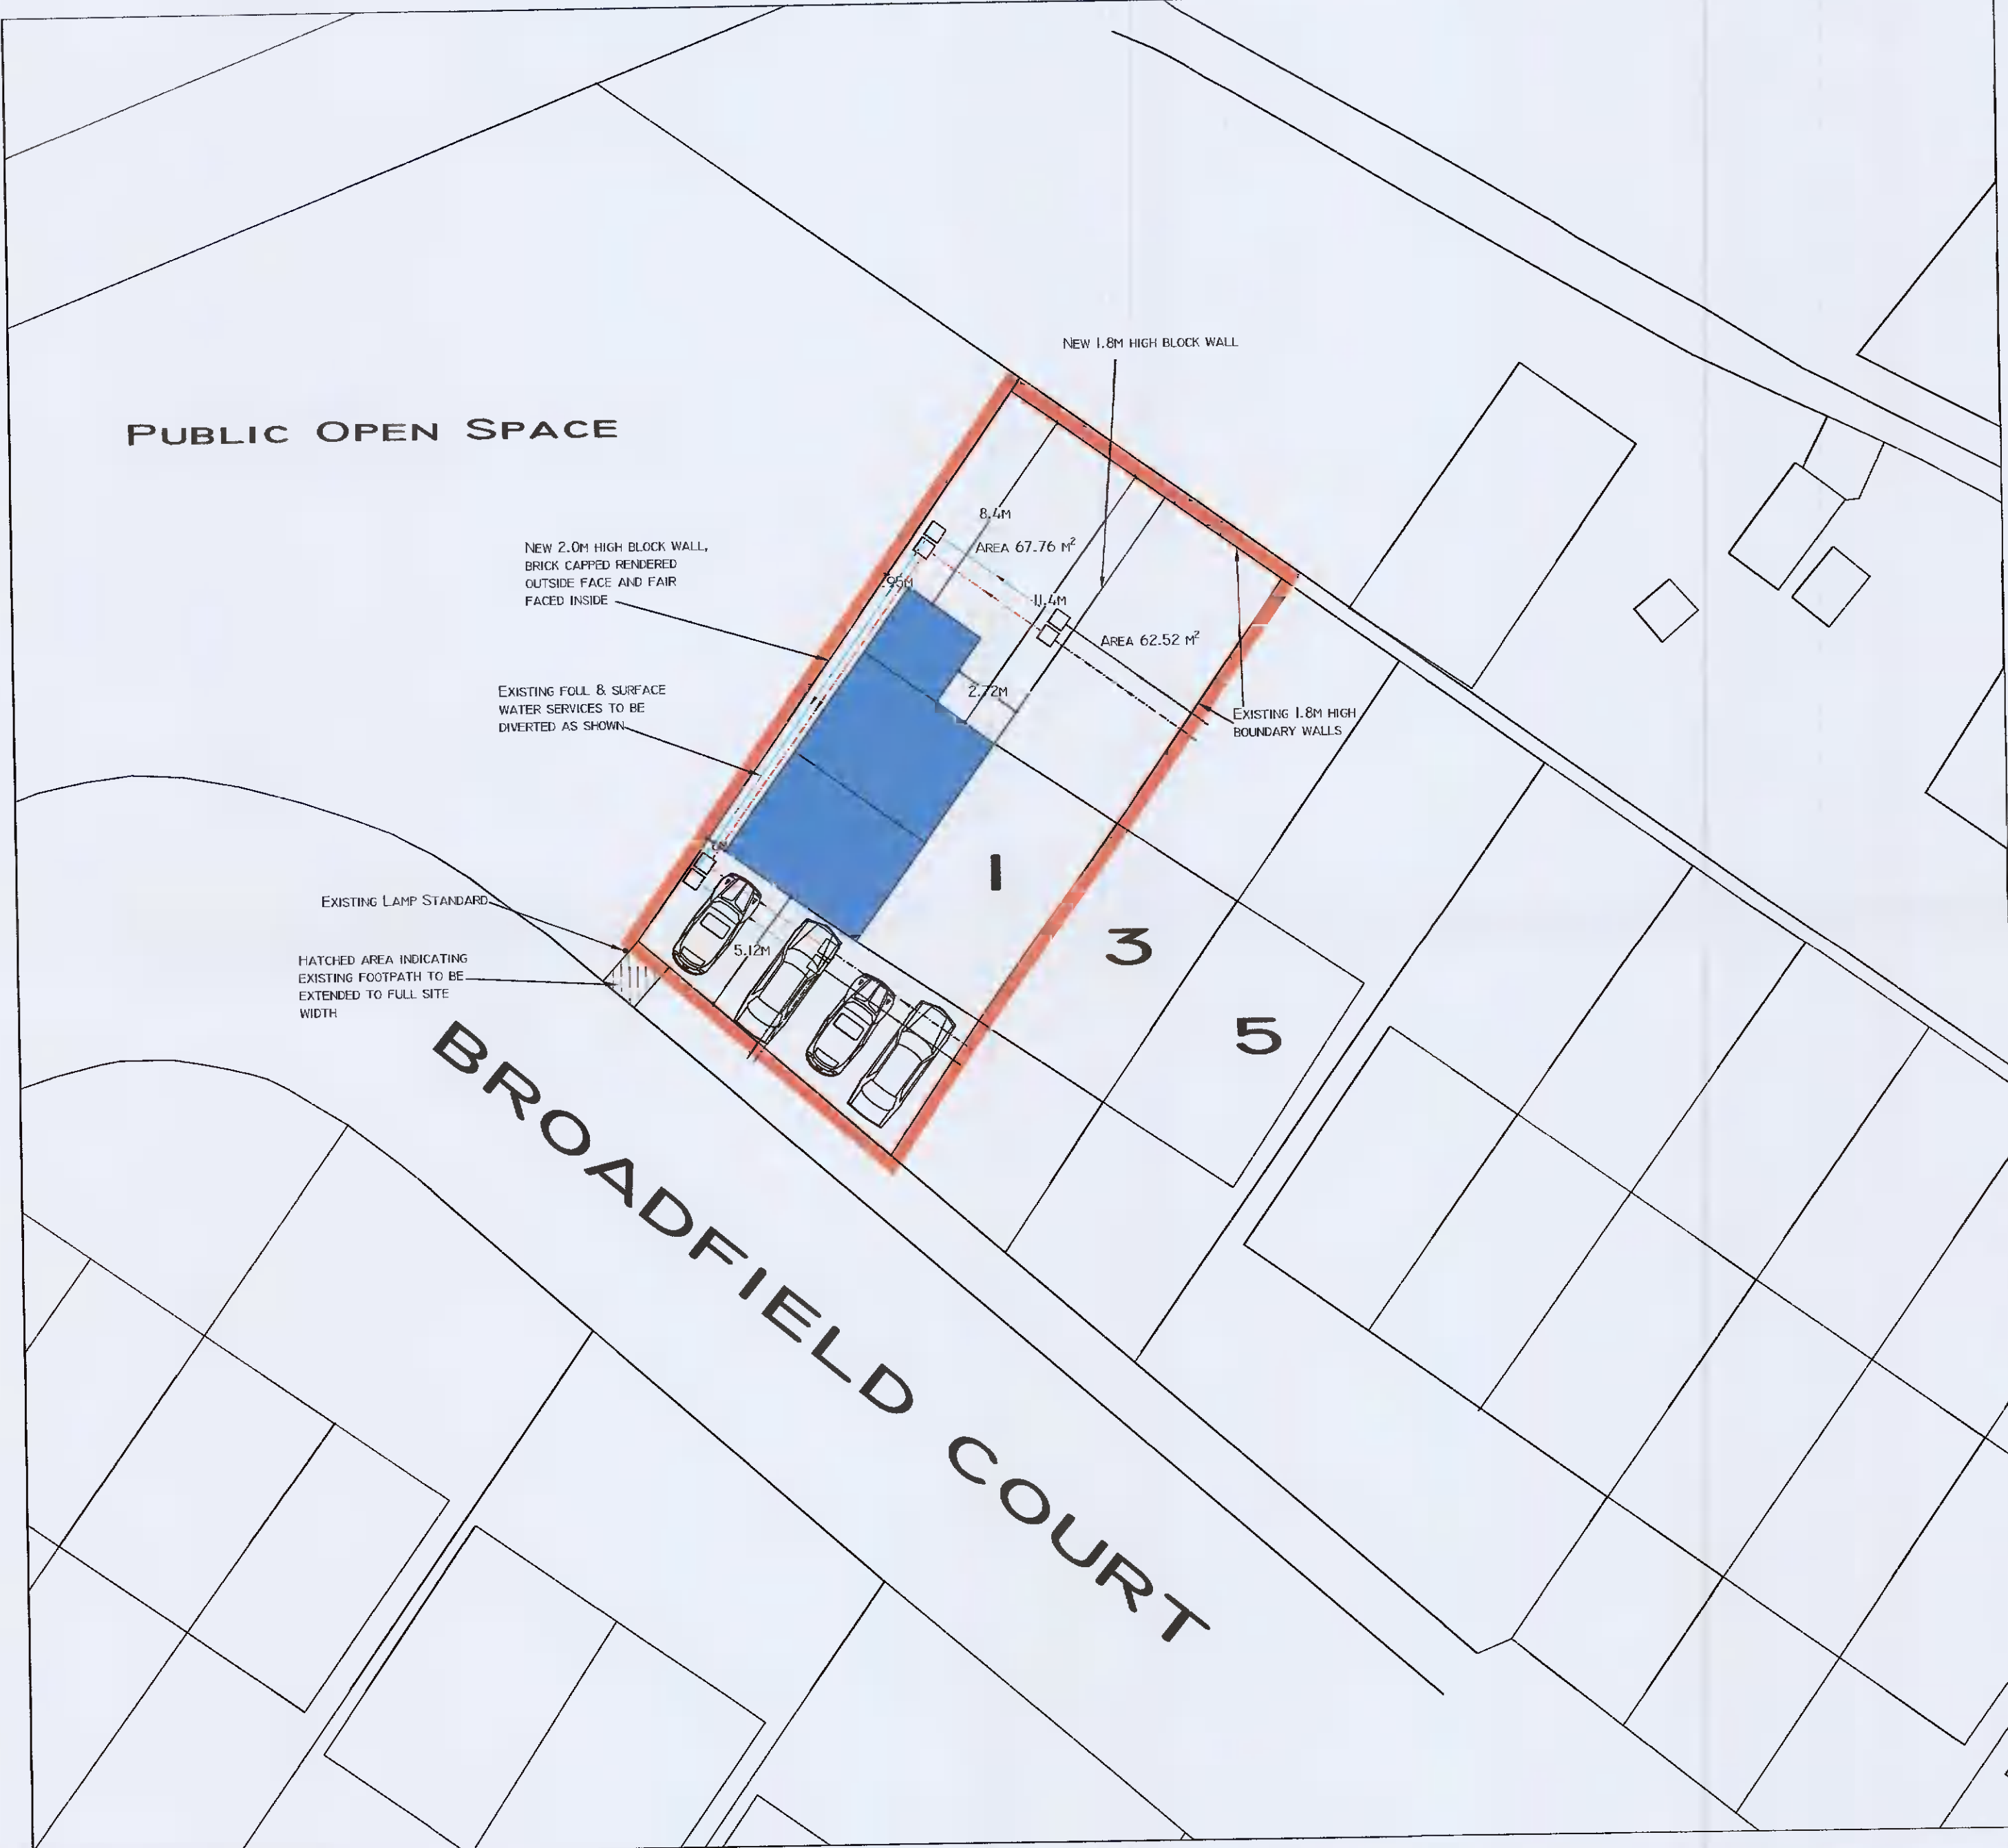 NEW 1.8M HIGH BLOCK WALL
PUBLIC OPEN SPACE
8.4M
AREA 67.76 M²
NEW 2.0M HIGH BLOCK WALL,
BRICK CAPPED RENDERED
OUTSIDE FACE AND FAIR
FACED INSIDE
.95M
11.4M
AREA 62.52 M²
EXISTING FOUL & SURFACE
WATER SERVICES TO BE
DIVERTED AS SHOWN
2.72M
EXISTING 1.8M HIGH
BOUNDARY WALLS
1
3
5
EXISTING LAMP STANDARD
5.12M
HATCHED AREA INDICATING
EXISTING FOOTPATH TO BE
EXTENDED TO FULL SITE
WIDTH
BROADFIELD COURT